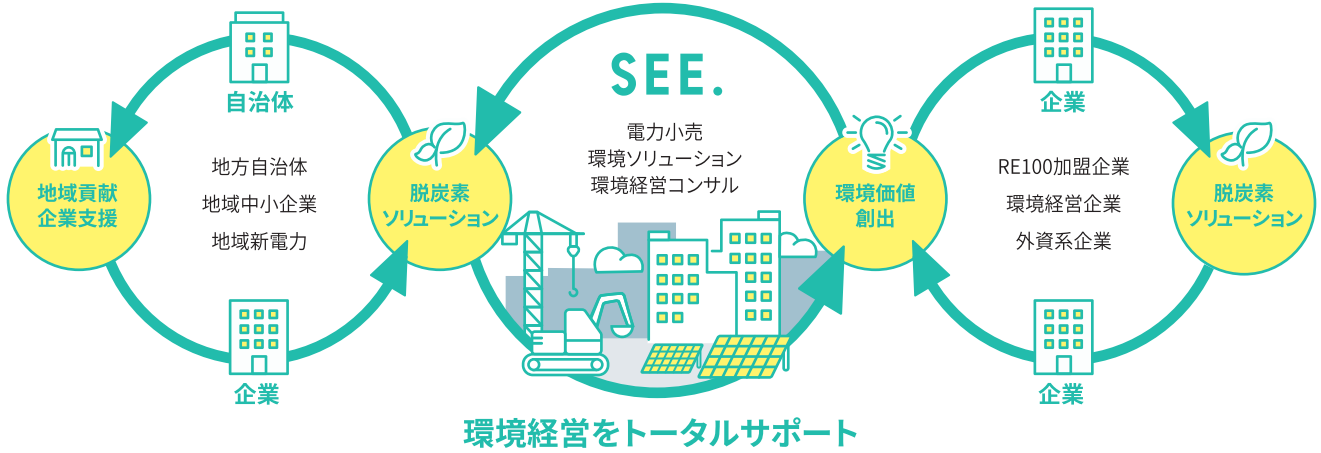 自治体
地域貢献
企業支援
地方自治体
地域中小企業
地域新電力
企業
脱炭素
ソリューション
SEE.
電力小売
環境ソリューション
環境経営コンサル
環境価値
創出
企業
RE100加盟企業
環境経営企業
外資系企業
企業
脱炭素
ソリューション
環境経営をトータルサポート